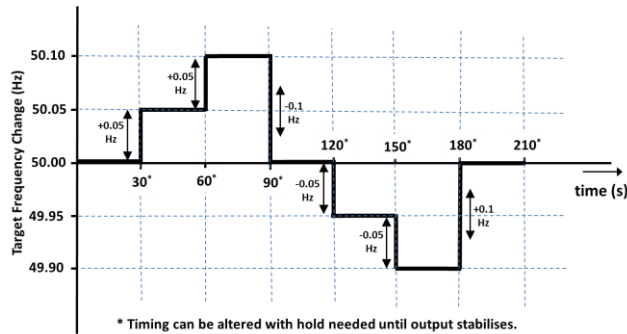 Target Frequency Change (Hz)
50.10
50.05
50.00
49.95
49.90
+0.05
Hz
+0.05
Hz
-0.1
Hz
30*
60*
90*
120*
150*
180*
210*
-0.05
Hz
-0.05
Hz
+0.1
Hz
time (s)
* Timing can be altered with hold needed until output stabilises.